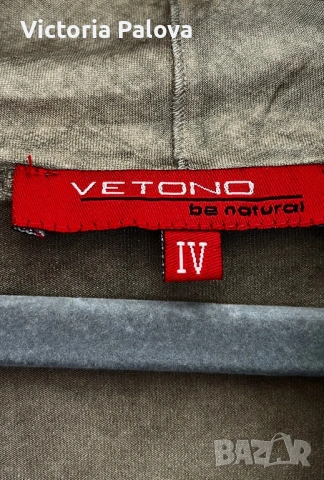 Victoria Palova
VETONO
be natural
IV
BAZAR